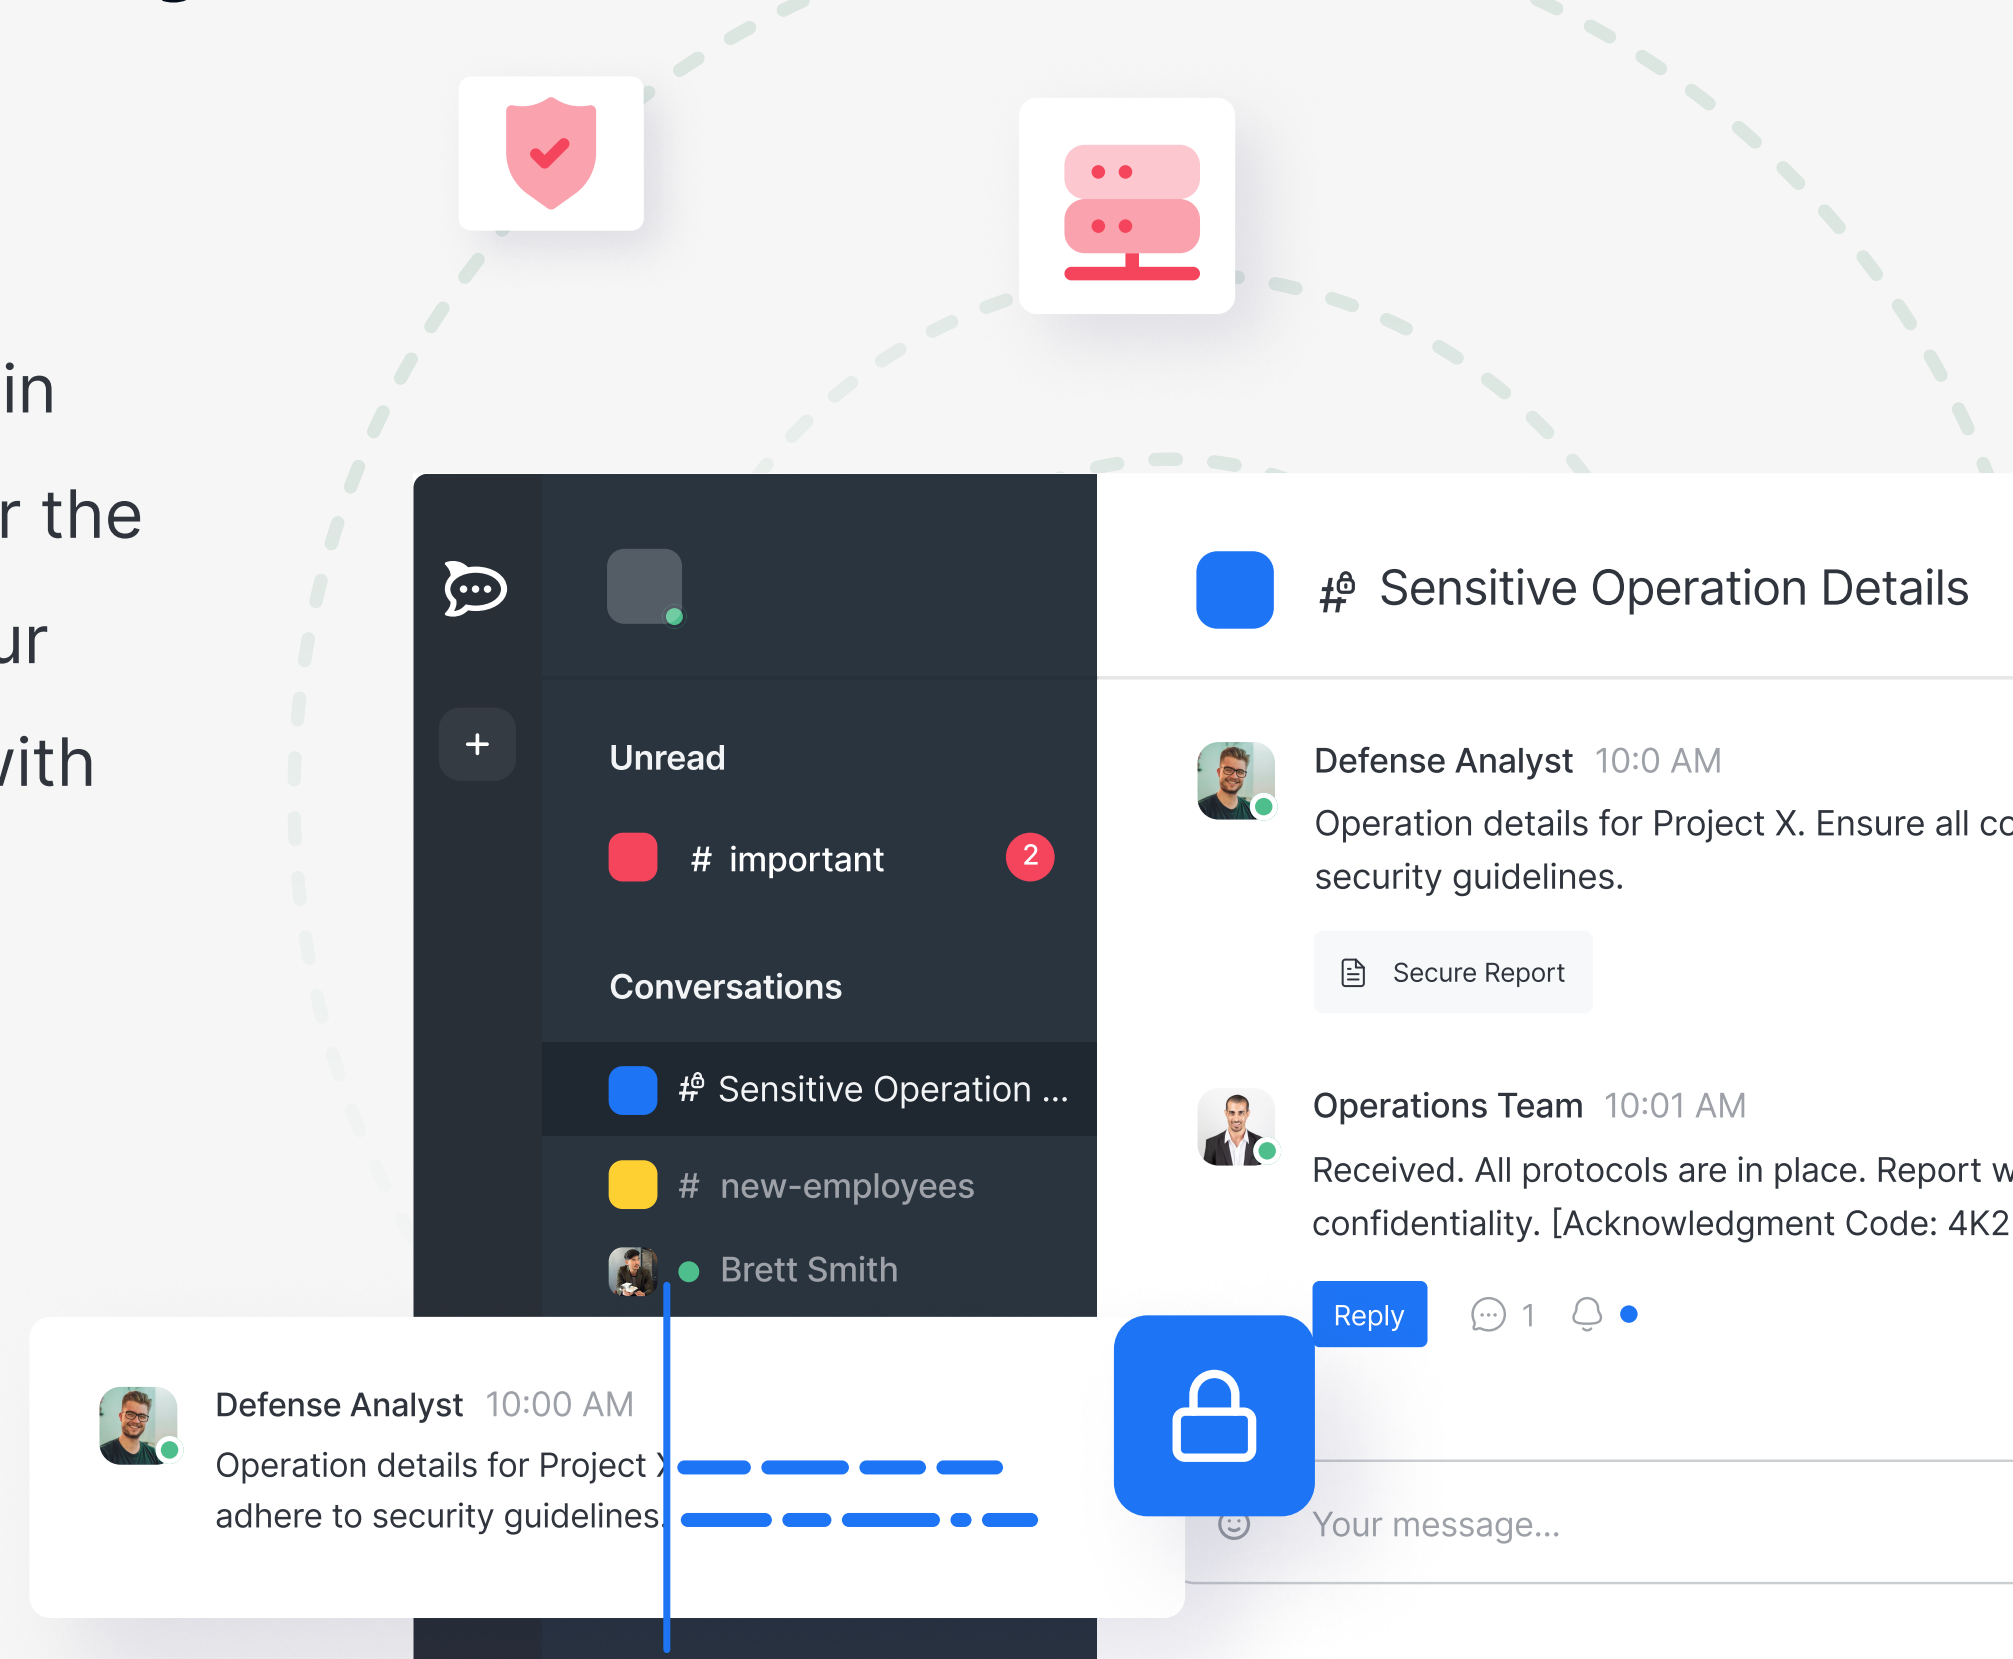 in
r the
ur
with
Sensitive Operation Details
Unread
# important 2
Conversations
# Sensitive Operation ...
# new-employees
Brett Smith
Defense Analyst 10:0 AM
Operation details for Project X. Ensure all co
security guidelines.
Secure Report
Operations Team 10:01 AM
Received. All protocols are in place. Report w
confidentiality. [Acknowledgment Code: 4K2
Reply 1
Defense Analyst 10:00 AM
Operation details for Project X
adhere to security guidelines.
Your message...